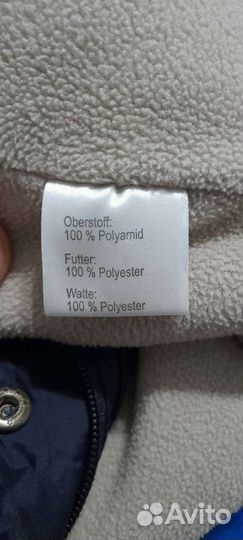 Oberstoff:
100 % Polyamid
Futter:
100 % Polyester
Watte:
100 % Polyester
Avito